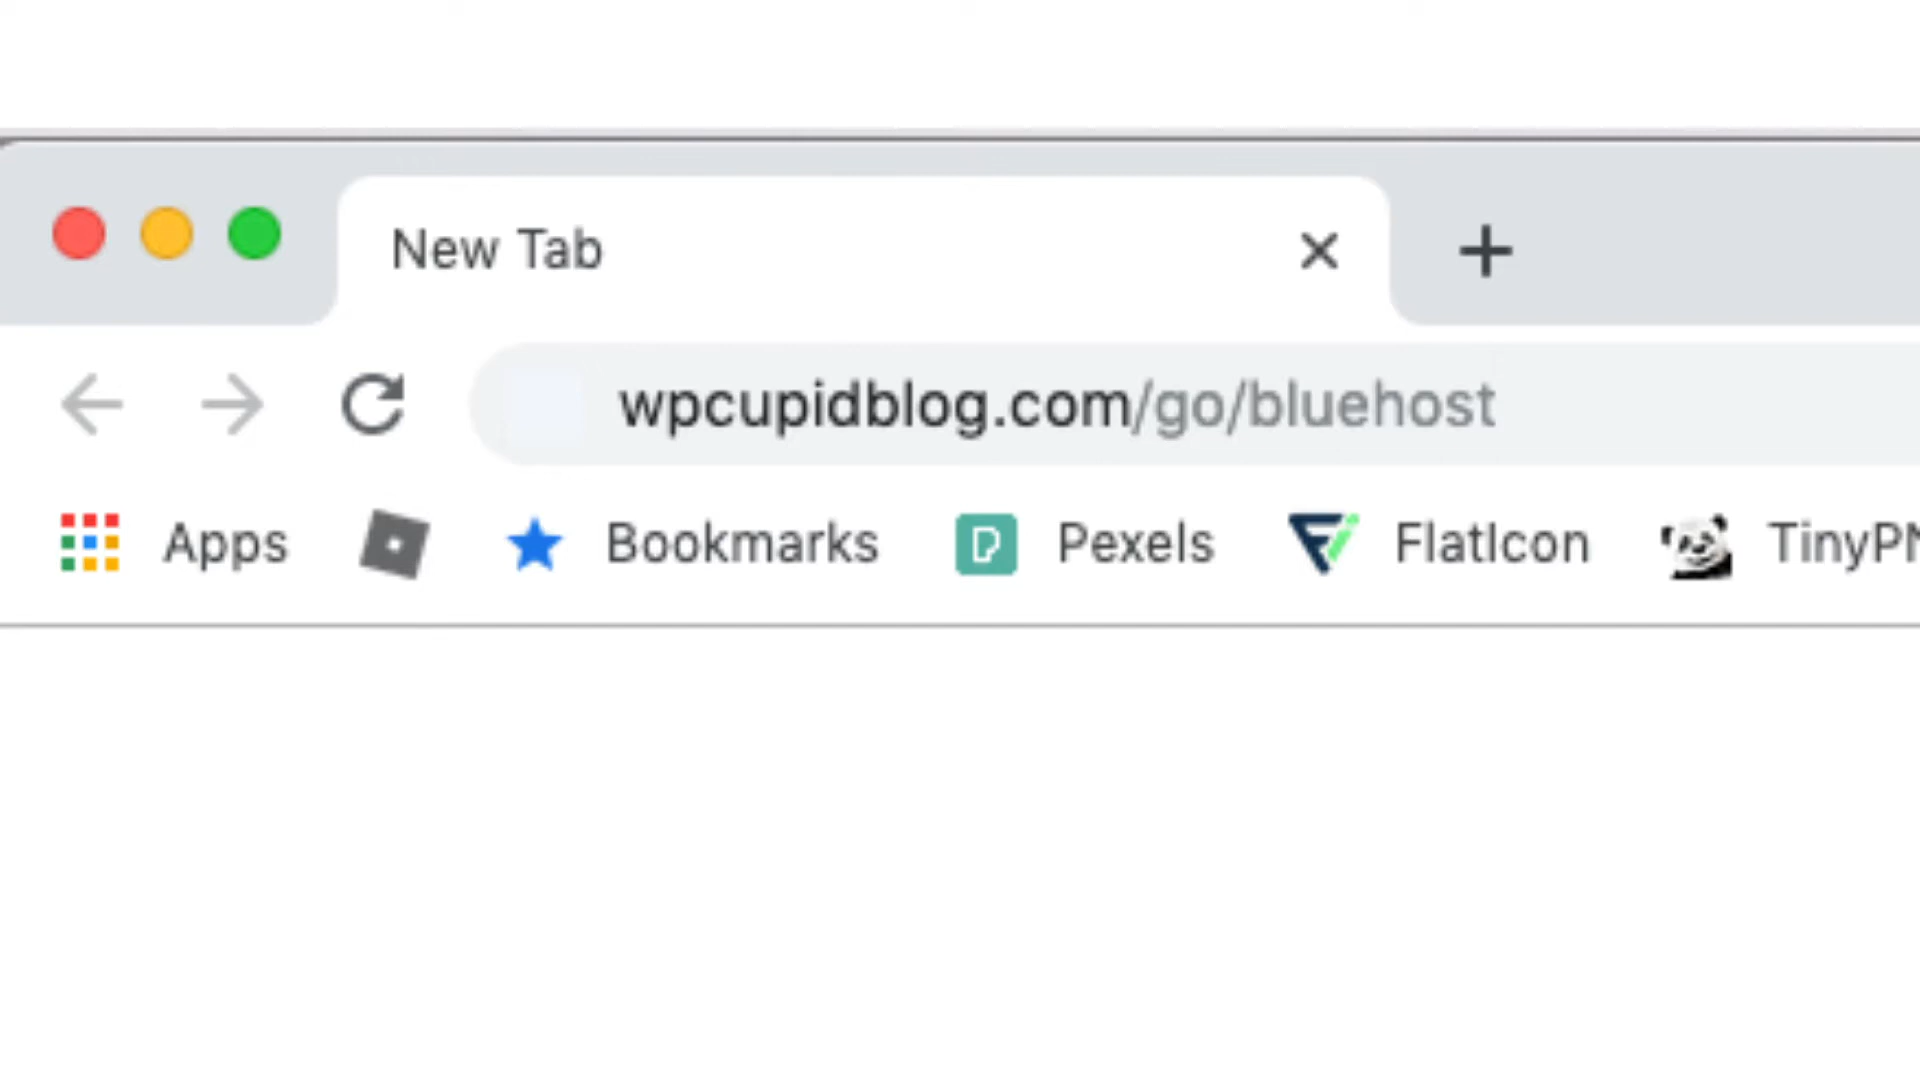 New Tab
wpcupidblog.com/go/bluehost
Apps Bookmarks Pexels FlatIcon